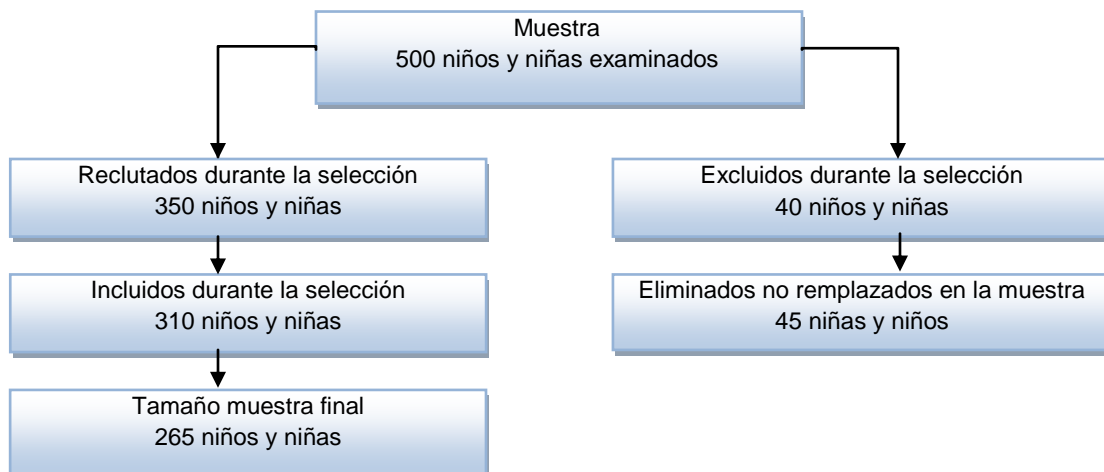 Muestra
500 niños y niñas examinados
Reclutados durante la selección
350 niños y niñas
Excluidos durante la selección
40 niños y niñas
Incluidos durante la selección
310 niños y niñas
Eliminados no remplazados en la muestra
45 niñas y niños
Tamaño muestra final
265 niños y niñas